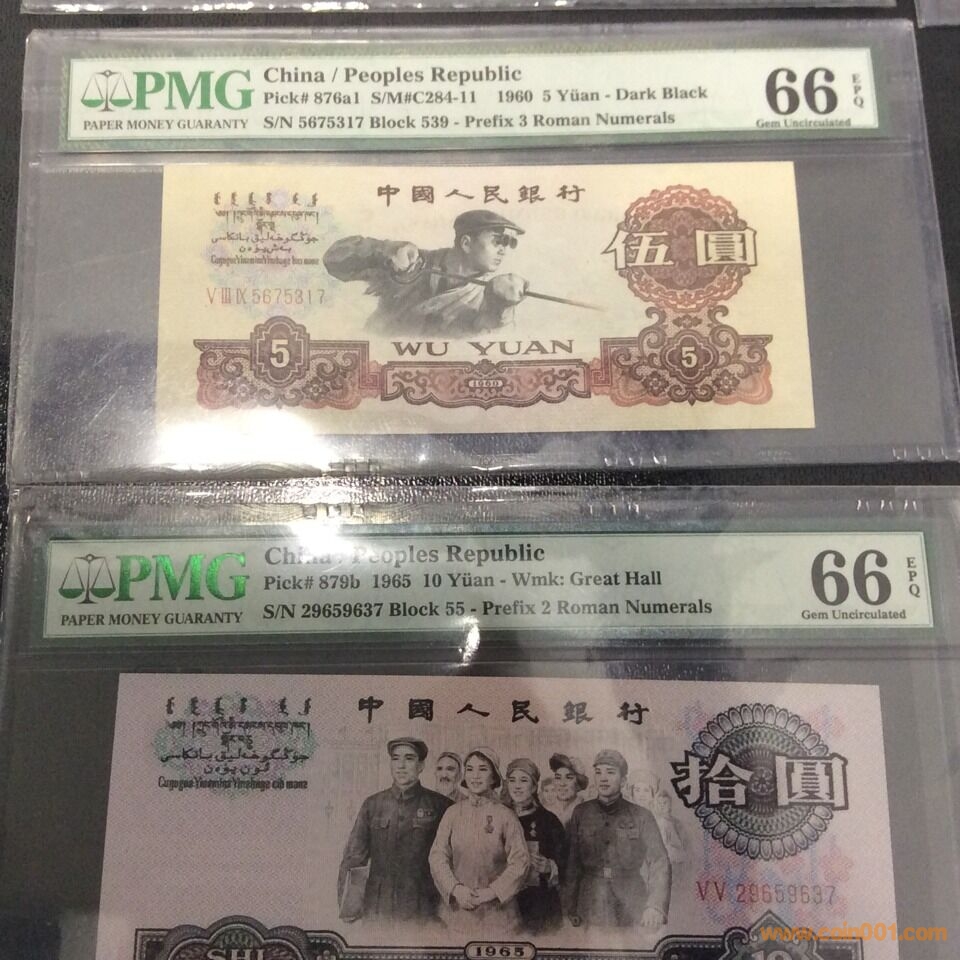 PMG
PAPER MONEY GUARANTY
China / Peoples Republic
Pick# 876a1 S/M#C284-11 1960 5 Yüan - Dark Black
S/N 5675317 Block 539 - Prefix 3 Roman Numerals
66 EPQ
Gem Uncirculated
中國人民銀行
伍圓
V III IX 5675317
5
WU YUAN
5
1960
PMG
PAPER MONEY GUARANTY
China / Peoples Republic
Pick# 879b 1965 10 Yüan - Wmk: Great Hall
S/N 29659637 Block 55 - Prefix 2 Roman Numerals
66 EPQ
Gem Uncirculated
中國人民銀行
拾圓
VV 29659637
SHI
1965
10